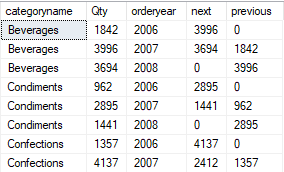 categoryname Qty orderyear next previous
Beverages 1842 2006 3996 0
Beverages 3996 2007 3694 1842
Beverages 3694 2008 0 3996
Condiments 962 2006 2895 0
Condiments 2895 2007 1441 962
Condiments 1441 2008 0 2895
Confections 1357 2006 4137 0
Confections 4137 2007 2412 1357